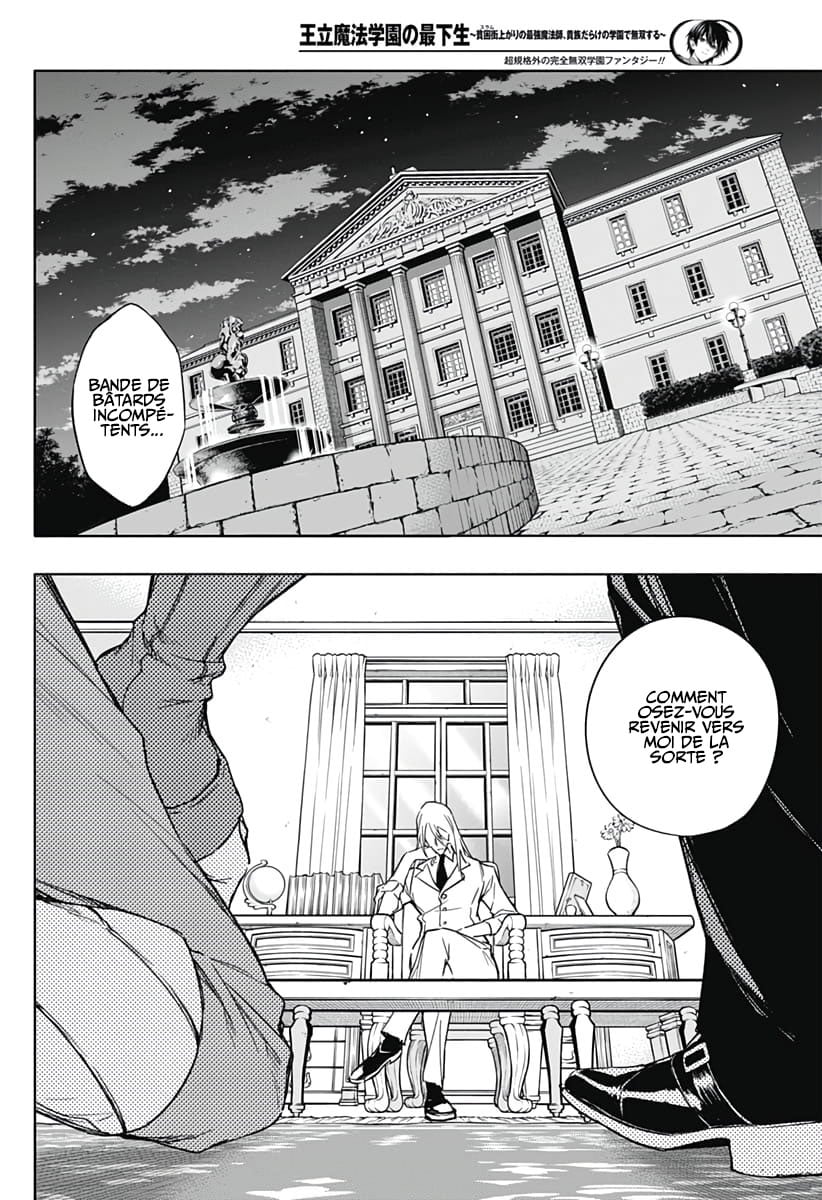 王立魔法学園の最下生～貧困街上がりの最強魔法師、貴族だらけの学園で無双する～
スラム
超規格外の完全無双学園ファンタジー!!
BANDE DE
BÂTARDS
INCOMPÉ-
TENTS...
COMMENT
OSEZ-VOUS
REVENIR VERS
MOI DE LA
SORTE ?